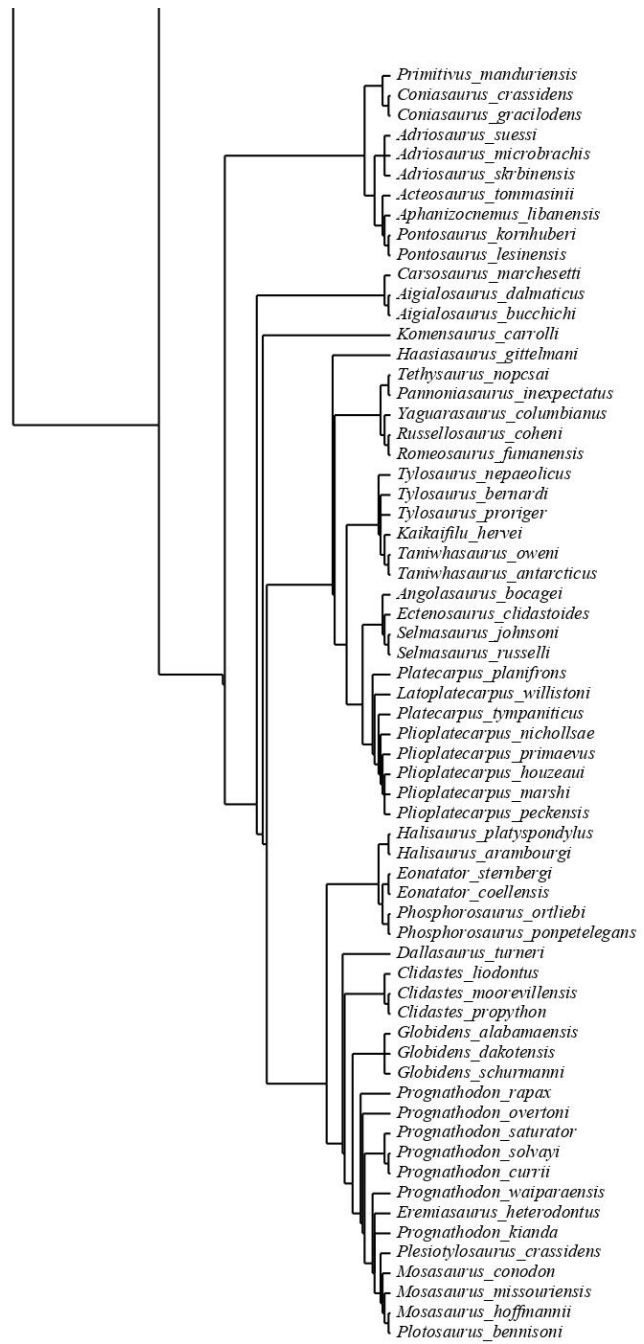 Primitivus_manduriensis
Coniasaurus_crassidens
Coniasaurus_gracilodens
Adriosaurus_suessi
Adriosaurus_microbrachis
Adriosaurus_skrbinensis
Acteosaurus_tommasinii
Aphanizocnemus_libanensis
Pontosaurus_kornhuberi
Pontosaurus_lesinensis
Carsosaurus_marchesetti
Aigialosaurus_dalmaticus
Aigialosaurus_bucchichi
Komensaurus_carrolli
Haasiasaurus_gittelmani
Tethysaurus_nopcsai
Pannoniasaurus_inexpectatus
Yaguarasaurus_columbianus
Russellosaurus_coheni
Romeosaurus_fumanensis
Tylosaurus_nepaeolicus
Tylosaurus_bernardi
Tylosaurus_proriger
Kaikaifilu_hervei
Taniwhasaurus_oweni
Taniwhasaurus_antarcticus
Angolasaurus_bocagei
Ectenosaurus_clidastoides
Selmasaurus_johnsoni
Selmasaurus_russelli
Platecarpus_planifrons
Latoplatecarpus_willistoni
Platecarpus_tympaniticus
Plioplatecarpus_nichollsae
Plioplatecarpus_primaevus
Plioplatecarpus_houzeaui
Plioplatecarpus_marshi
Plioplatecarpus_peckensis
Halisaurus_platyspondylus
Halisaurus_arambourgi
Eonatator_sternbergi
Eonatator_coellensis
Phosphorosaurus_ortliebi
Phosphorosaurus_ponpetelegans
Dallasaurus_turneri
Clidastes_liodontus
Clidastes_moorevillensis
Clidastes_propython
Globidens_alabamaensis
Globidens_dakotensis
Globidens_schurmanni
Prognathodon_rapax
Prognathodon_overtoni
Prognathodon_saturator
Prognathodon_solvayi
Prognathodon_currii
Prognathodon_waiparaensis
Eremiasaurus_heterodontus
Prognathodon_kianda
Plesiotylosaurus_crassidens
Mosasaurus_conodon
Mosasaurus_missouriensis
Mosasaurus_hoffmannii
Plotosaurus_bennisoni